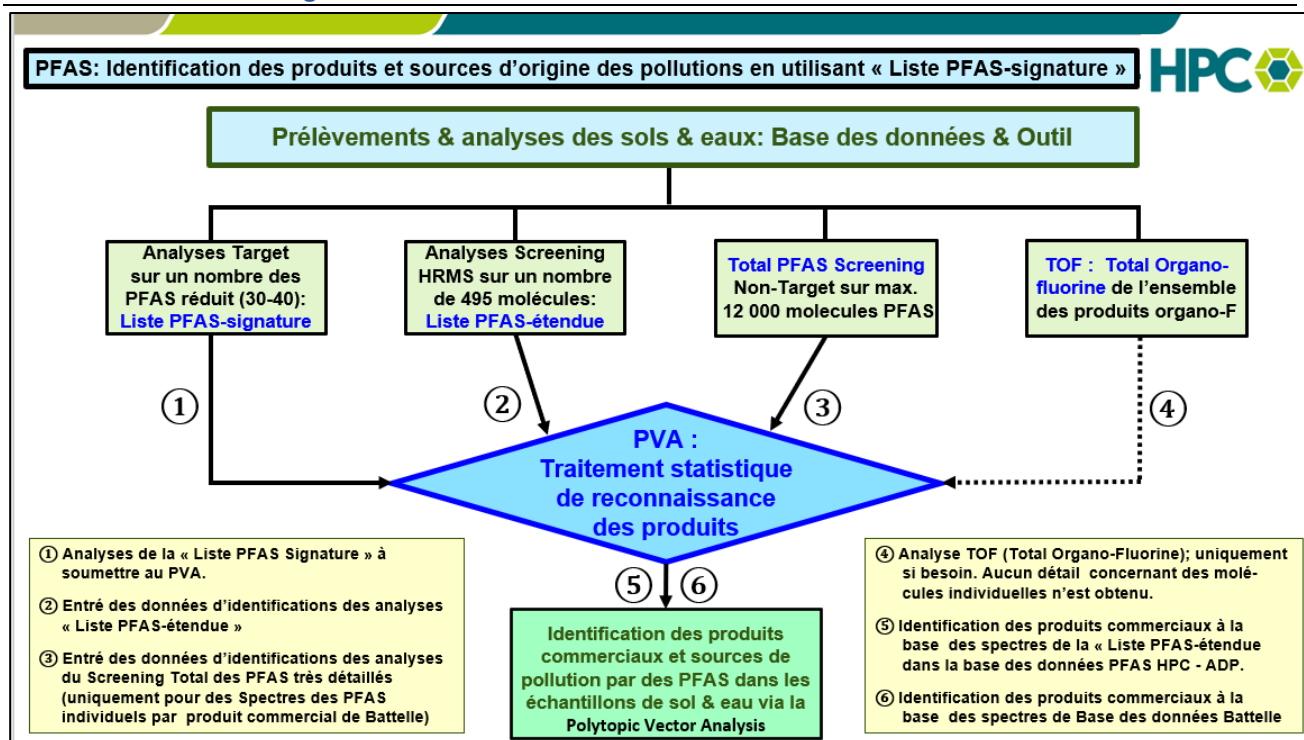 PFAS: Identification des produits et sources d'origine des pollutions en utilisant « Liste PFAS-signature »
HPC
Prélèvements & analyses des sols & eaux: Base des données & Outil
Analyses Target
sur un nombre des
PFAS réduit (30-40):
Liste PFAS-signature
Analyses Screening
HRMS sur un nombre
de 495 molécules:
Liste PFAS-étendue
Total PFAS Screening
Non-Target sur max.
12 000 molecules PFAS
TOF : Total Organo-
fluorine de l'ensemble
des produits organo-F
①
②
③
④
PVA :
Traitement statistique
de reconnaissance
des produits
⑤ ⑥
Identification des produits
commerciaux et sources de
pollution par des PFAS dans les
échantillons de sol & eau via la
Polytopic Vector Analysis
① Analyses de la « Liste PFAS Signature » à
soumettre au PVA.
② Entré des données d'identifications des analyses
« Liste PFAS-étendue »
③ Entré des données d'identifications des analyses
du Screening Total des PFAS très détaillés
(uniquement pour des Spectres des PFAS
individuels par produit commercial de Battelle)
④ Analyse TOF (Total Organo-Fluorine); uniquement
si besoin. Aucun détail concernant des molé-
cules individuelles n'est obtenu.
⑤ Identification des produits commerciaux à la
base des spectres de la « Liste PFAS-étendue
dans la base des données PFAS HPC - ADP.
⑥ Identification des produits commerciaux à la
base des spectres de Base des données Battelle